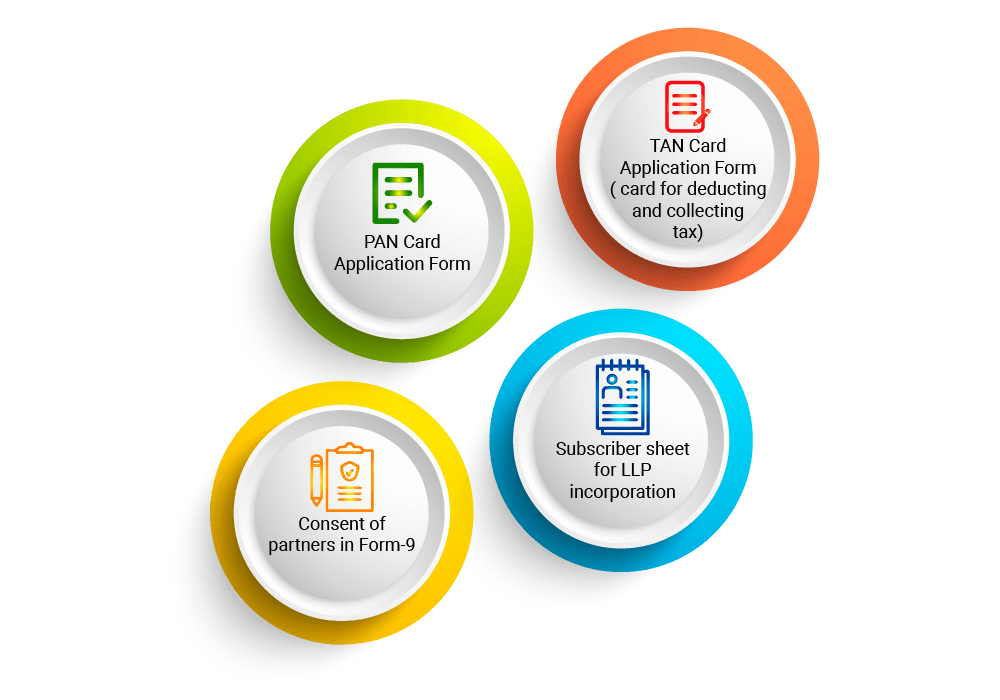 PAN Card
Application Form
TAN Card
Application Form
( card for deducting
and collecting
tax)
Consent of
partners in Form-9
Subscriber sheet
for LLP
incorporation